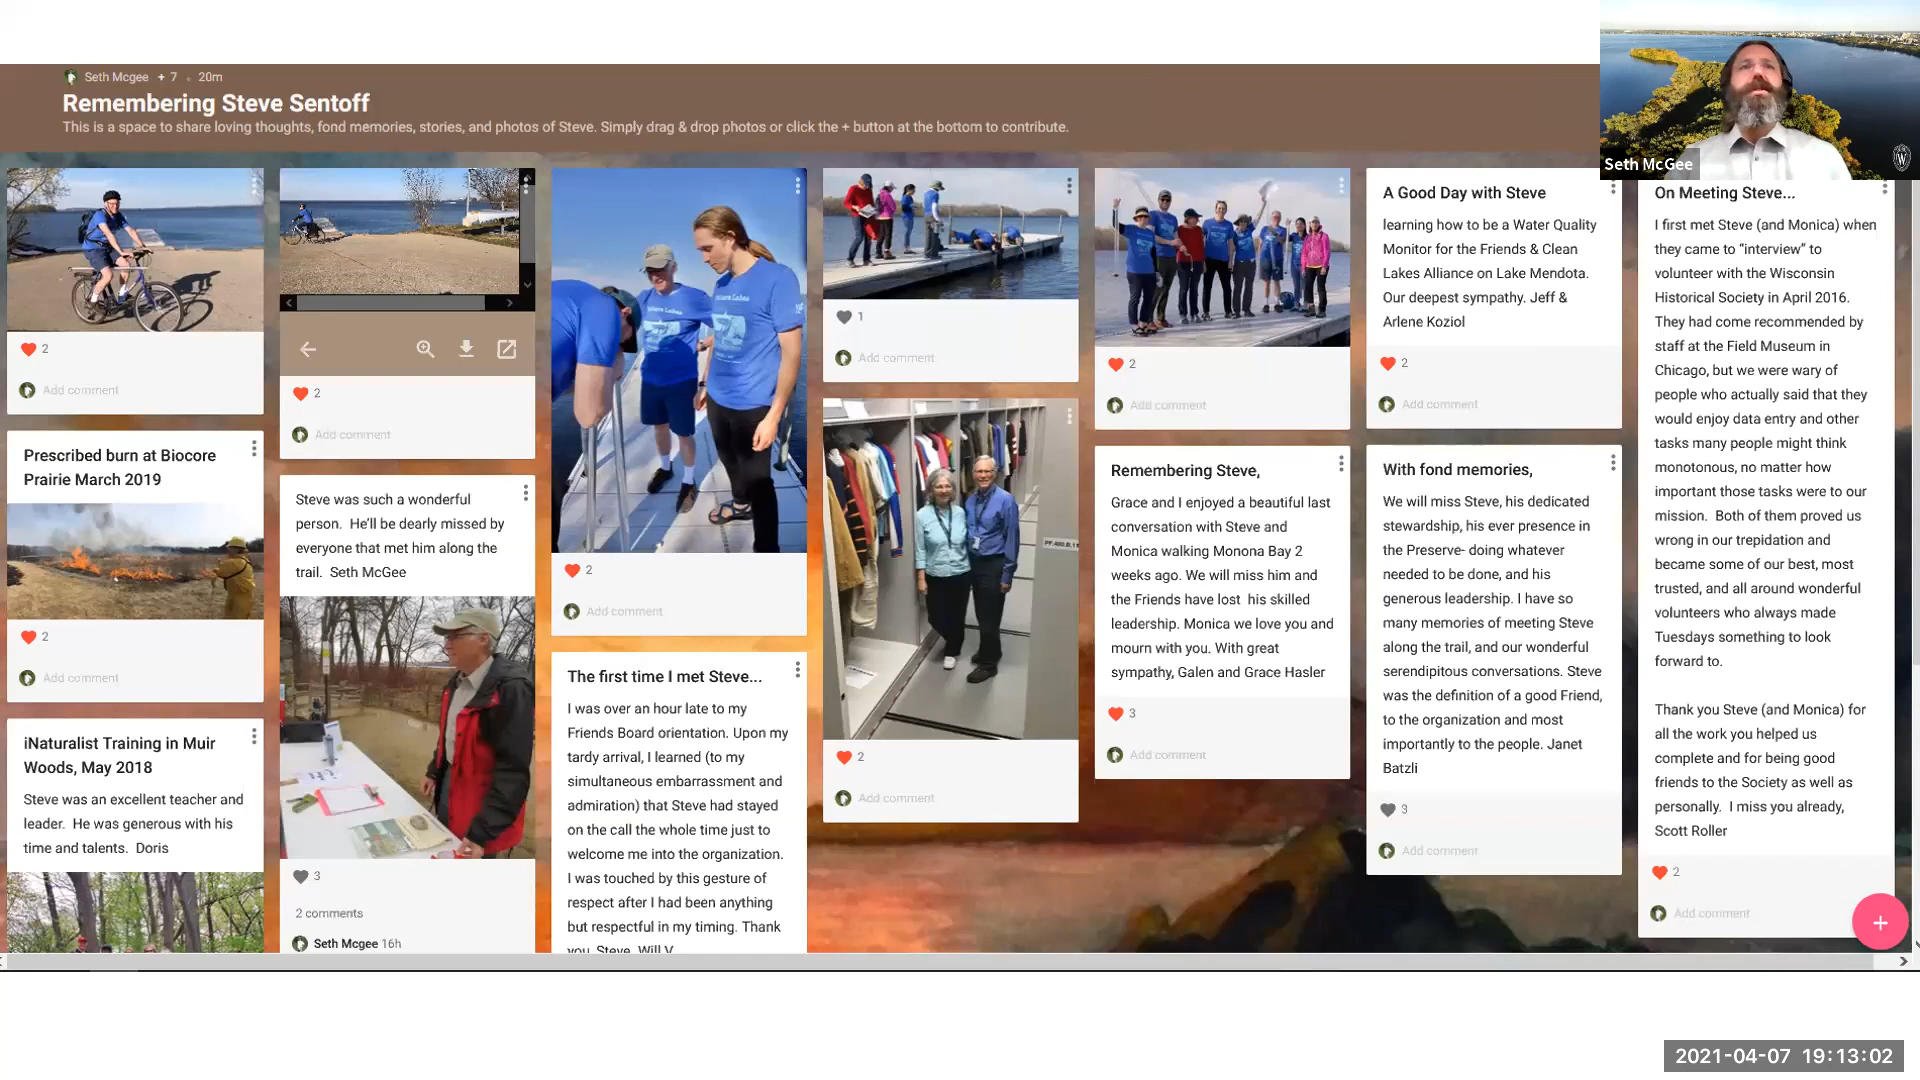 Seth Mcgee + 7 • 20m
Remembering Steve Sentoff
This is a space to share loving thoughts, fond memories, stories, and photos of Steve. Simply drag & drop photos or click the + button at the bottom to contribute.
Seth McGee
W
2
Add comment
Prescribed burn at Biocore
Prairie March 2019
2
Add comment
iNaturalist Training in Muir
Woods, May 2018
Steve was an excellent teacher and
leader. He was generous with his
time and talents. Doris
2
Add comment
Steve was such a wonderful
person. He'll be dearly missed by
everyone that met him along the
trail. Seth McGee
3
2 comments
Seth Mcgee 16h
2
Add comment
The first time I met Steve...
I was over an hour late to my
Friends Board orientation. Upon my
tardy arrival, I learned (to my
simultaneous embarrassment and
admiration) that Steve had stayed
on the call the whole time just to
welcome me into the organization.
I was touched by this gesture of
respect after I had been anything
but respectful in my timing. Thank
you, Steve. Will V
1
Add comment
2
Add comment
2
Add comment
Remembering Steve,
Grace and I enjoyed a beautiful last
conversation with Steve and
Monica walking Monona Bay 2
weeks ago. We will miss him and
the Friends have lost his skilled
leadership. Monica we love you and
mourn with you. With great
sympathy, Galen and Grace Hasler
3
Add comment
A Good Day with Steve
learning how to be a Water Quality
Monitor for the Friends & Clean
Lakes Alliance on Lake Mendota.
Our deepest sympathy. Jeff &
Arlene Koziol
2
Add comment
With fond memories,
We will miss Steve, his dedicated
stewardship, his ever presence in
the Preserve- doing whatever
needed to be done, and his
generous leadership. I have so
many memories of meeting Steve
along the trail, and our wonderful
serendipitous conversations. Steve
was the definition of a good Friend,
to the organization and most
importantly to the people. Janet
Batzli
3
Add comment
On Meeting Steve...
I first met Steve (and Monica) when
they came to “interview” to
volunteer with the Wisconsin
Historical Society in April 2016.
They had come recommended by
staff at the Field Museum in
Chicago, but we were wary of
people who actually said that they
would enjoy data entry and other
tasks many people might think
monotonous, no matter how
important those tasks were to our
mission. Both of them proved us
wrong in our trepidation and
became some of our best, most
trusted, and all around wonderful
volunteers who always made
Tuesdays something to look
forward to.
Thank you Steve (and Monica) for
all the work you helped us
complete and for being good
friends to the Society as well as
personally. I miss you already,
Scott Roller
2
Add comment
2021-04-07 19:13:02